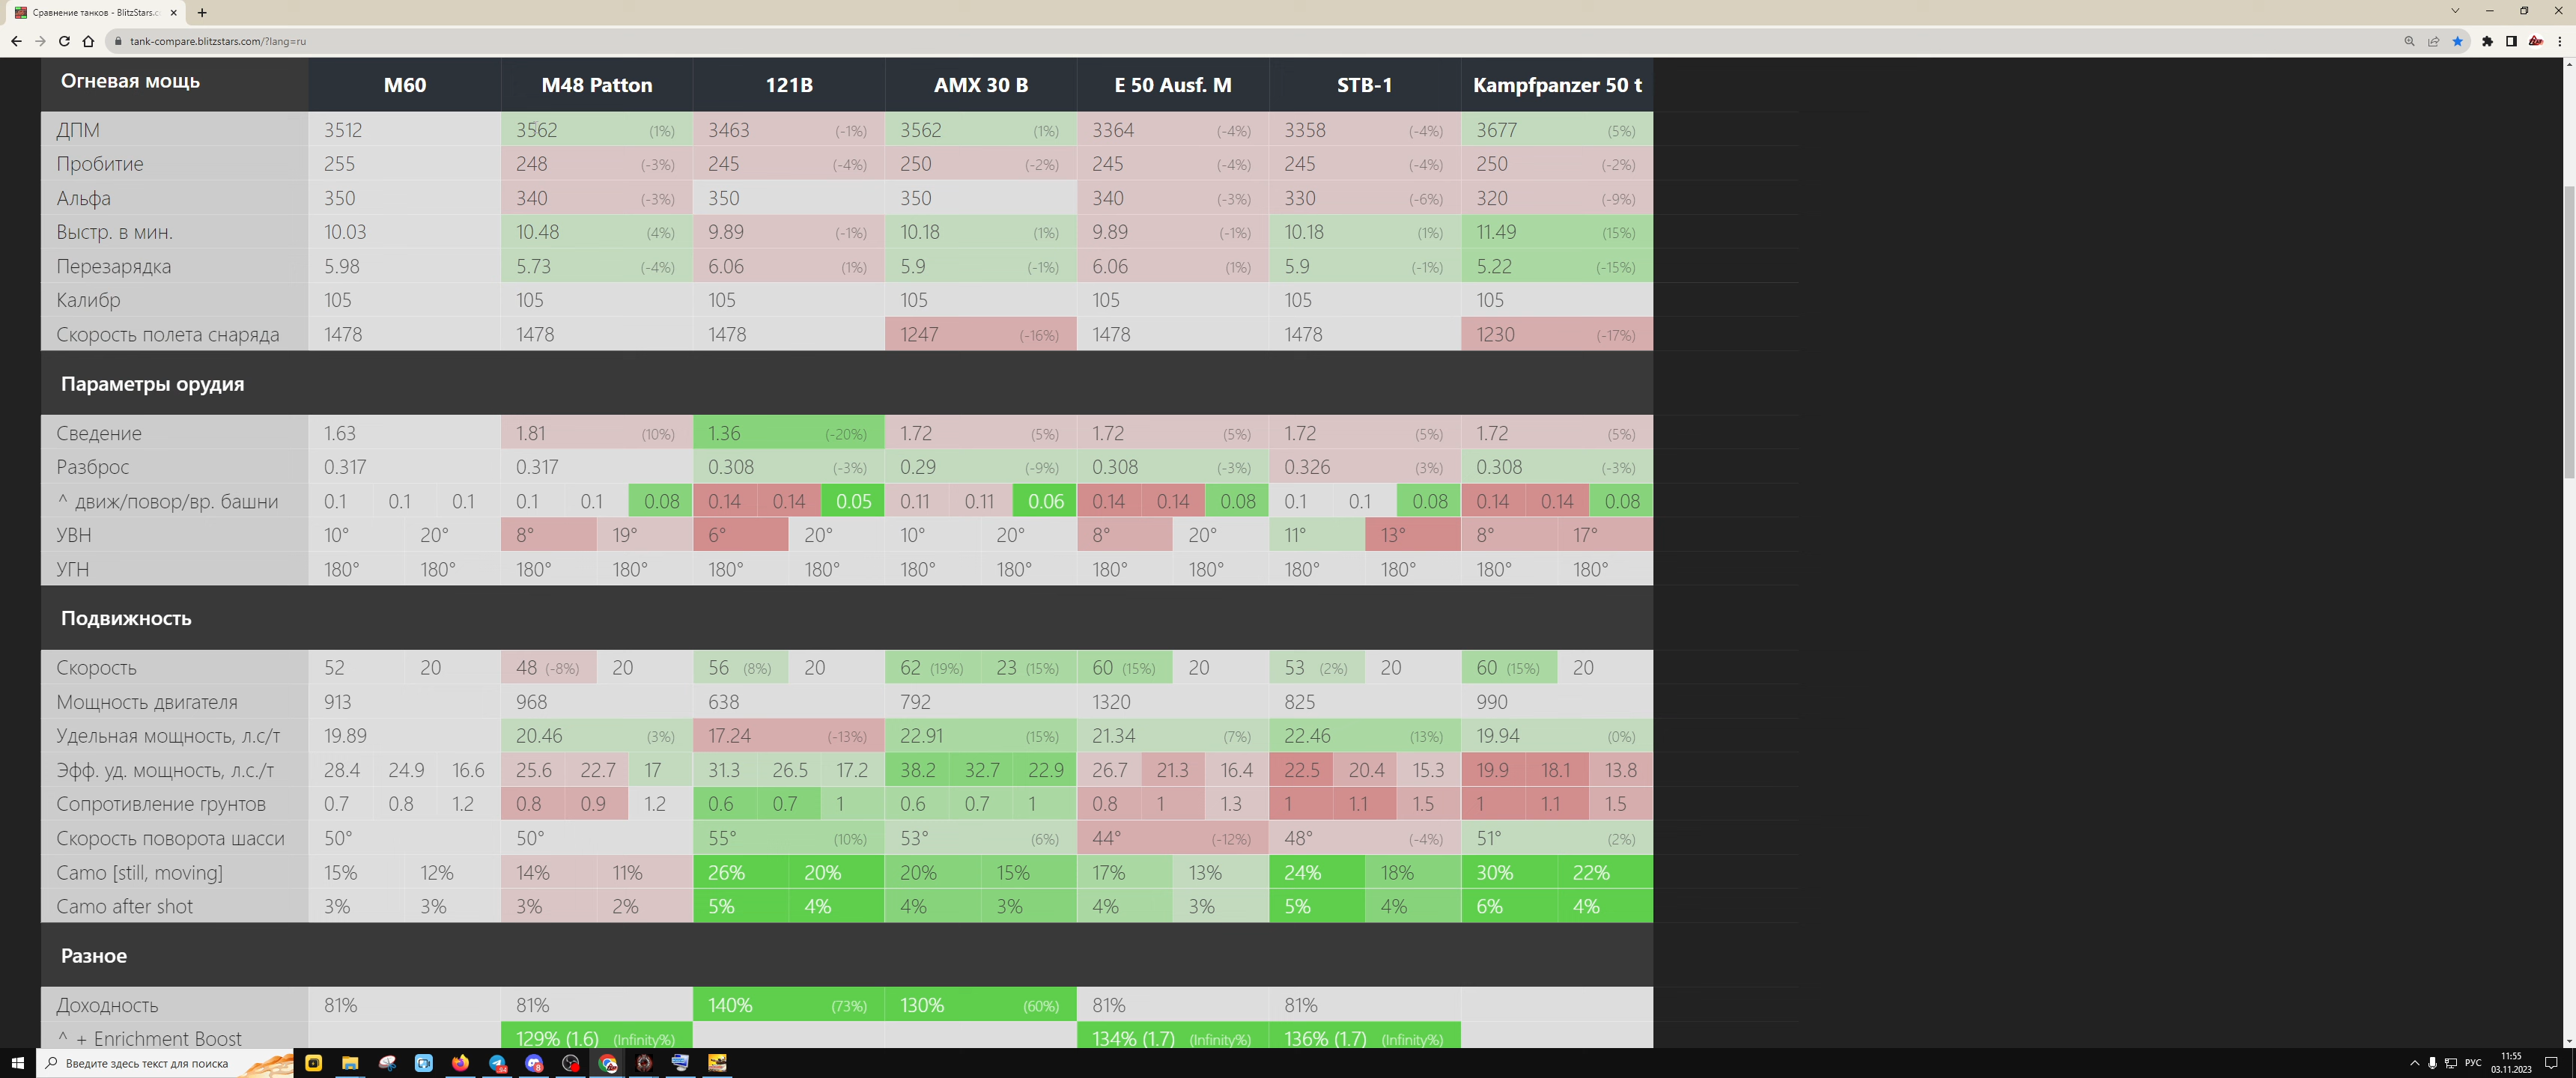 Сравнение танков - BlitzStars.c
tank-compare.blitzstars.com/?lang=ru
Огневая мощь M60 M48 Patton 121B AMX 30 B E 50 Ausf. M STB-1 Kampfpanzer 50 t
ДПМ 3512 3562 (1%) 3463 (-1%) 3562 (1%) 3364 (-4%) 3358 (-4%) 3677 (5%)
Пробитие 255 248 (-3%) 245 (-4%) 250 (-2%) 245 (-4%) 245 (-4%) 250 (-2%)
Альфа 350 340 (-3%) 350 350 340 (-3%) 330 (-6%) 320 (-9%)
Выстр. в мин. 10.03 10.48 (4%) 9.89 (-1%) 10.18 (1%) 9.89 (-1%) 10.18 (1%) 11.49 (15%)
Перезарядка 5.98 5.73 (-4%) 6.06 (1%) 5.9 (-1%) 6.06 (1%) 5.9 (-1%) 5.22 (-15%)
Калибр 105 105 105 105 105 105 105
Скорость полета снаряда 1478 1478 1478 1247 (-16%) 1478 1478 1230 (-17%)
Параметры орудия
Сведение 1.63 1.81 (10%) 1.36 (-20%) 1.72 (5%) 1.72 (5%) 1.72 (5%) 1.72 (5%)
Разброс 0.317 0.317 0.308 (-3%) 0.29 (-9%) 0.308 (-3%) 0.326 (3%) 0.308 (-3%)
^ движ/повор/вр. башни 0.1 0.1 0.1 0.1 0.1 0.08 0.14 0.14 0.05 0.11 0.11 0.06 0.14 0.14 0.08 0.1 0.1 0.08 0.14 0.14 0.08
УВН 10° 20° 8° 19° 6° 20° 10° 20° 8° 20° 11° 13° 8° 17°
УГН 180° 180° 180° 180° 180° 180° 180° 180° 180° 180° 180° 180° 180° 180°
Подвижность
Скорость 52 20 48 (-8%) 20 56 (8%) 20 62 (19%) 23 (15%) 60 (15%) 20 53 (2%) 20 60 (15%) 20
Мощность двигателя 913 968 638 792 1320 825 990
Удельная мощность, л.с/т 19.89 20.46 (3%) 17.24 (-13%) 22.91 (15%) 21.34 (7%) 22.46 (13%) 19.94 (0%)
Эфф. уд. мощность, л.с./т 28.4 24.9 16.6 25.6 22.7 17 31.3 26.5 17.2 38.2 32.7 22.9 26.7 21.3 16.4 22.5 20.4 15.3 19.9 18.1 13.8
Сопротивление грунтов 0.7 0.8 1.2 0.8 0.9 1.2 0.6 0.7 1 0.6 0.7 1 0.8 1 1.3 1 1.1 1.5 1 1.1 1.5
Скорость поворота шасси 50° 50° 55° (10%) 53° (6%) 44° (-12%) 48° (-4%) 51° (2%)
Camo [still, moving] 15% 12% 14% 11% 26% 20% 20% 15% 17% 13% 24% 18% 30% 22%
Camo after shot 3% 3% 3% 2% 5% 4% 4% 3% 4% 3% 5% 4% 6% 4%
Разное
Доходность 81% 81% 140% (73%) 130% (60%) 81% 81%
^ + Enrichment Boost 129% (1.6) (Infinity%) 134% (1.7) (Infinity%) 136% (1.7) (Infinity%)
Введите здесь текст для поиска
РУС
11:55
03.11.2023